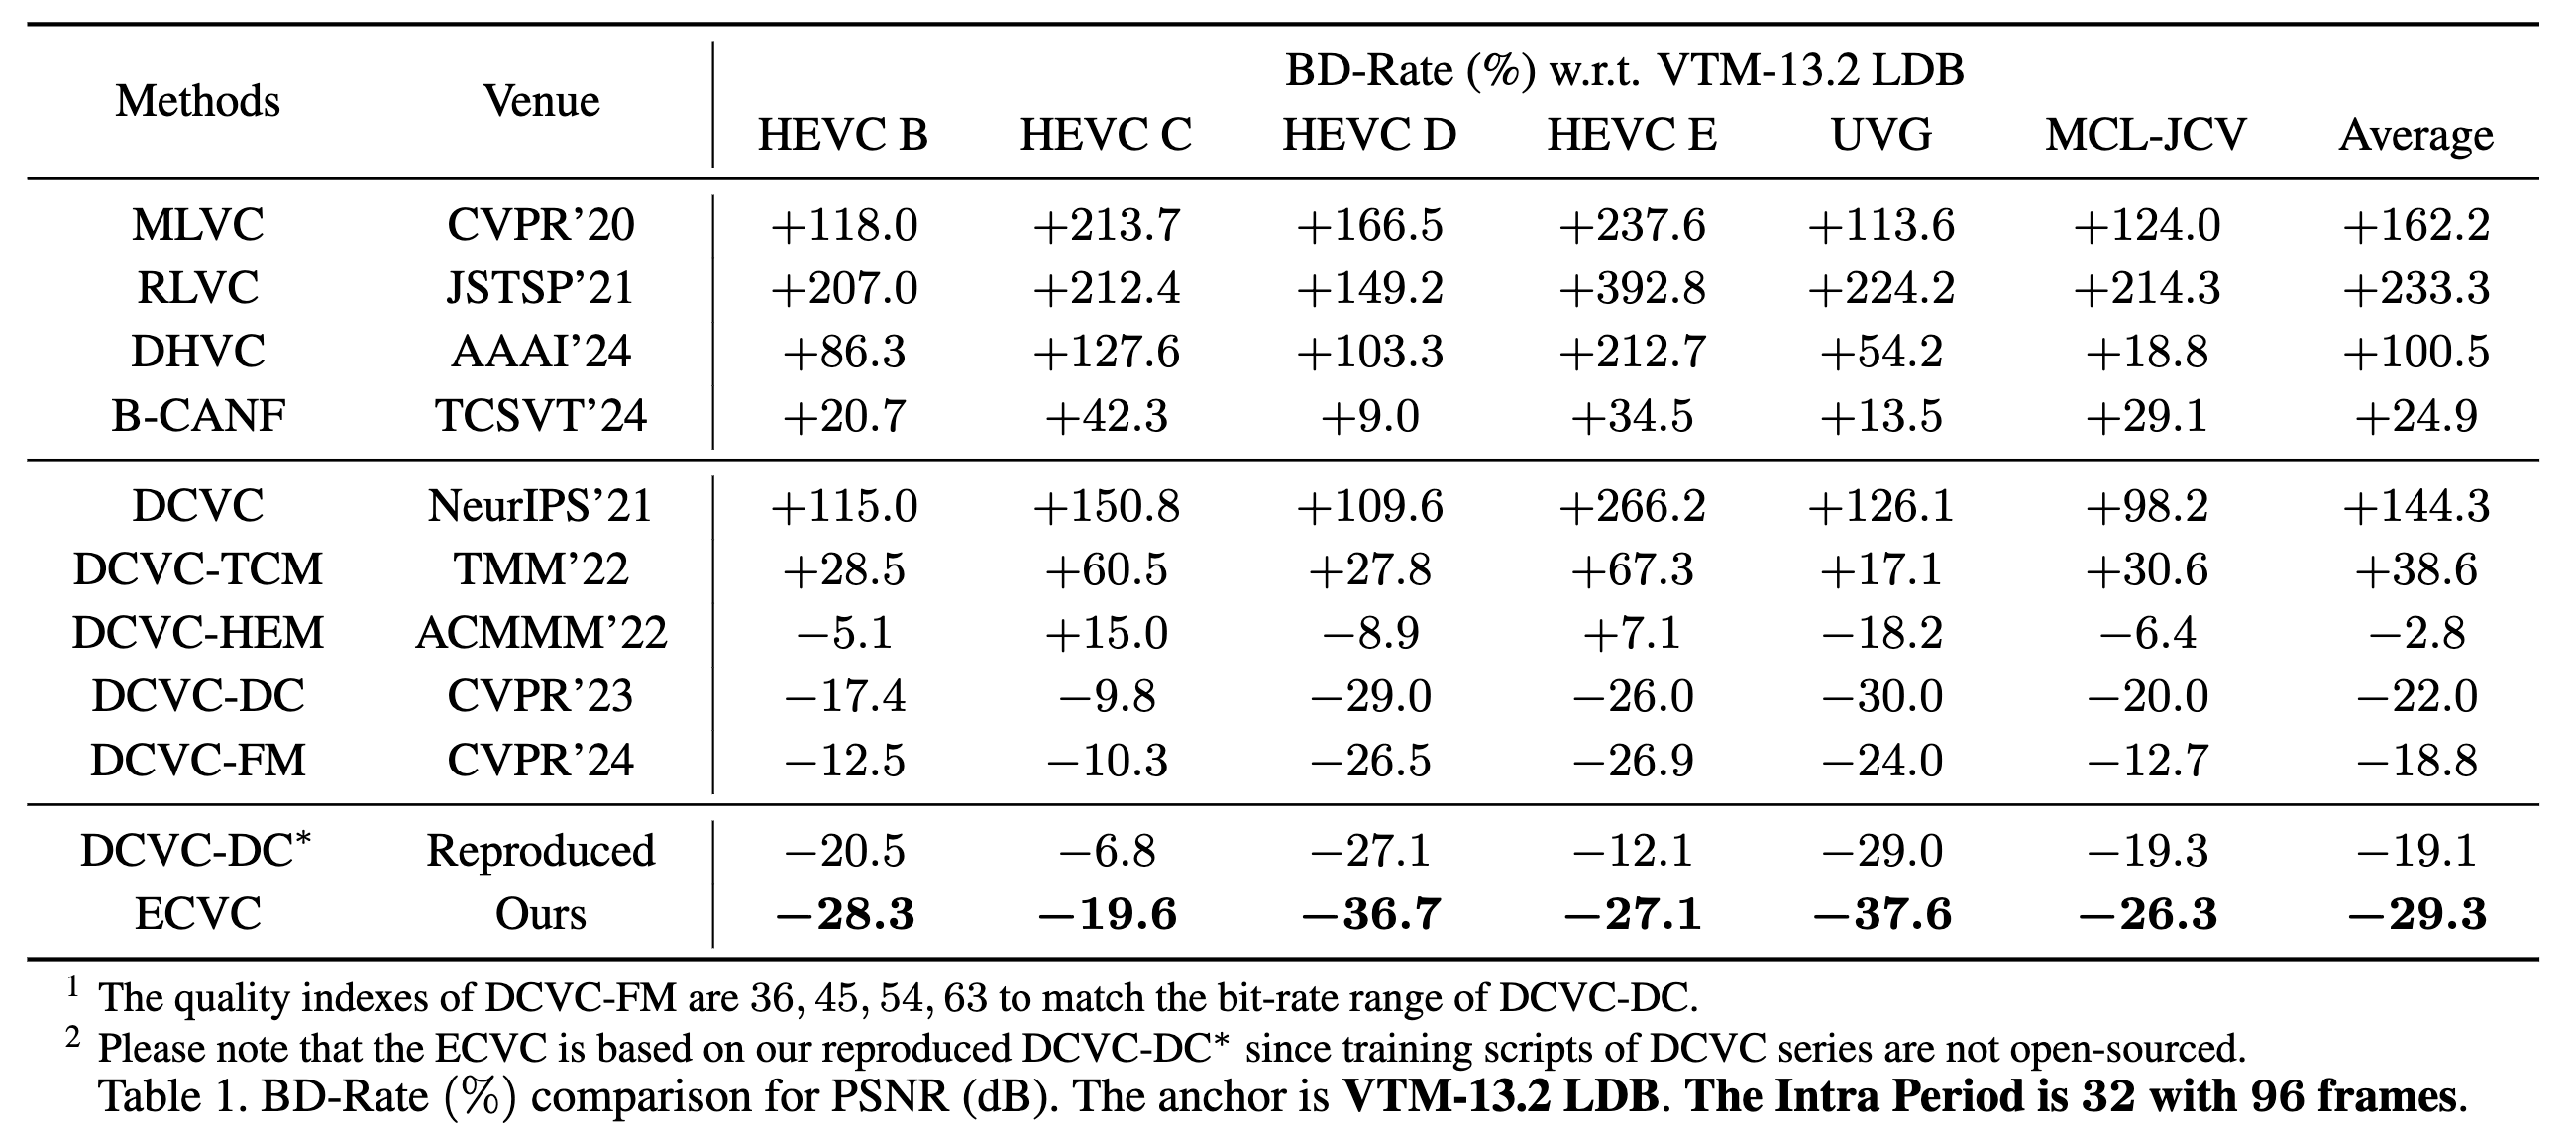 BD-Rate (%) w.r.t. VTM-13.2 LDB
Methods Venue HEVC B HEVC C HEVC D HEVC E UVG MCL-JCV Average
MLVC CVPR’20 +118.0 +213.7 +166.5 +237.6 +113.6 +124.0 +162.2
RLVC JSTSP’21 +207.0 +212.4 +149.2 +392.8 +224.2 +214.3 +233.3
DHVC AAAI’24 +86.3 +127.6 +103.3 +212.7 +54.2 +18.8 +100.5
B-CANF TCSVT’24 +20.7 +42.3 +9.0 +34.5 +13.5 +29.1 +24.9
DCVC NeurIPS’21 +115.0 +150.8 +109.6 +266.2 +126.1 +98.2 +144.3
DCVC-TCM TMM’22 +28.5 +60.5 +27.8 +67.3 +17.1 +30.6 +38.6
DCVC-HEM ACMMM’22 −5.1 +15.0 −8.9 +7.1 −18.2 −6.4 −2.8
DCVC-DC CVPR’23 −17.4 −9.8 −29.0 −26.0 −30.0 −20.0 −22.0
DCVC-FM CVPR’24 −12.5 −10.3 −26.5 −26.9 −24.0 −12.7 −18.8
DCVC-DC* Reproduced −20.5 −6.8 −27.1 −12.1 −29.0 −19.3 −19.1
ECVC Ours −28.3 −19.6 −36.7 −27.1 −37.6 −26.3 −29.3
1 The quality indexes of DCVC-FM are 36, 45, 54, 63 to match the bit-rate range of DCVC-DC.
2 Please note that the ECVC is based on our reproduced DCVC-DC* since training scripts of DCVC series are not open-sourced.
Table 1. BD-Rate (%) comparison for PSNR (dB). The anchor is VTM-13.2 LDB. The Intra Period is 32 with 96 frames.